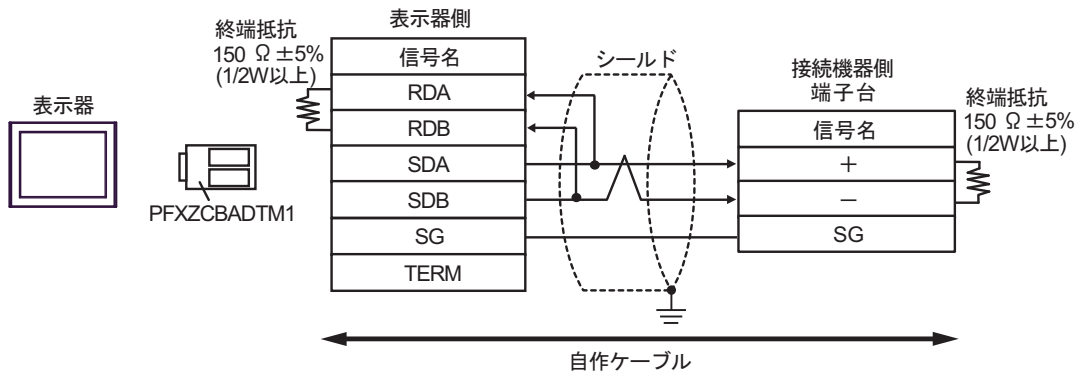 表示器
PFXZCBADTM1
終端抵抗
150 Ω ±5%
(1/2W以上)
表示器側
信号名
RDA
RDB
SDA
SDB
SG
TERM
シールド
接続機器側
端子台
信号名
+
−
SG
終端抵抗
150 Ω ±5%
(1/2W以上)
自作ケーブル